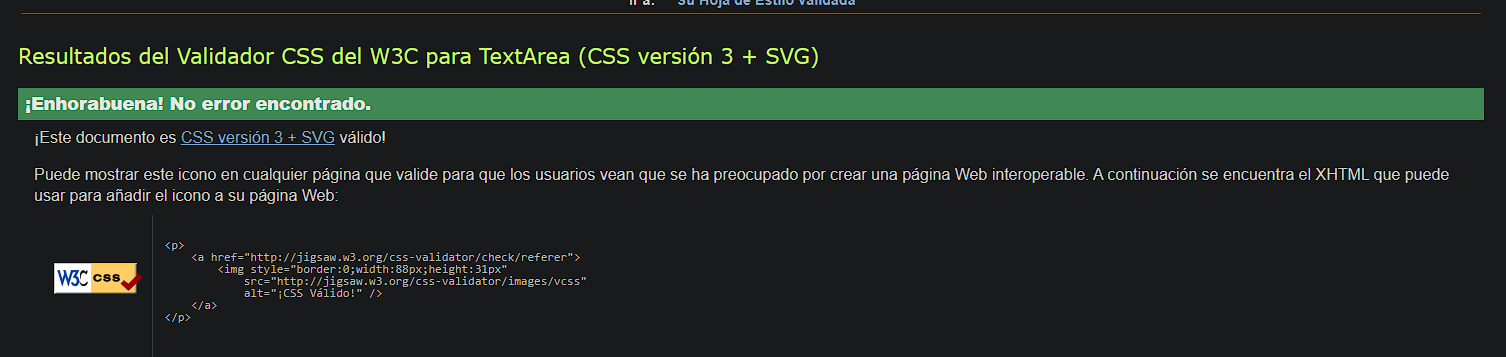 Ir a: Su Hoja de Estilo Validada
Resultados del Validador CSS del W3C para TextArea (CSS versión 3 + SVG)
¡Enhorabuena! No error encontrado.
¡Este documento es CSS versión 3 + SVG válido!
Puede mostrar este icono en cualquier página que valide para que los usuarios vean que se ha preocupado por crear una página Web interoperable. A continuación se encuentra el XHTML que puede
usar para añadir el icono a su página Web:
W3C css
<p>
    <a href="http://jigsaw.w3.org/css-validator/check/referer">
        <img style="border:0;width:88px;height:31px"
            src="http://jigsaw.w3.org/css-validator/images/vcss"
            alt="¡CSS Válido!" />
    </a>
</p>